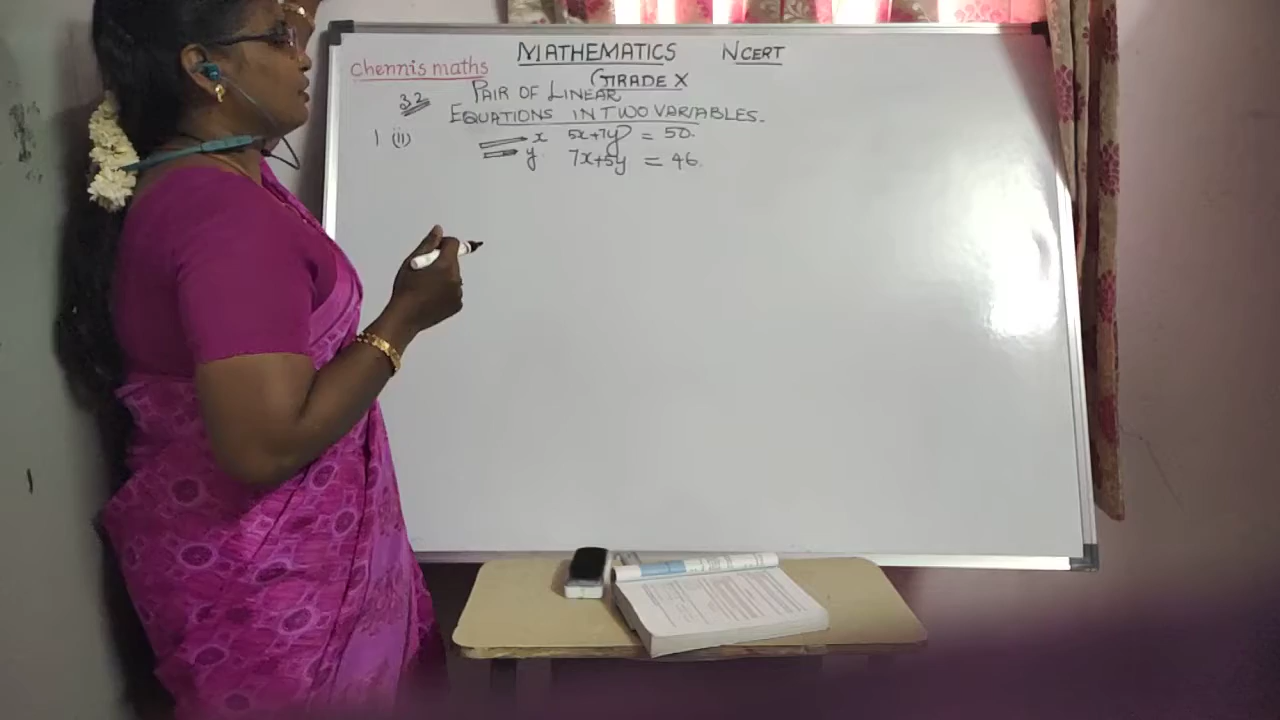 MATHEMATICS NCERT
Chennis maths
GRADE X
3.2 PAIR OF LINEAR
EQUATIONS IN TWO VARIABLES.
1 (ii) x 5x+7y = 50.
y 7x+5y = 46.